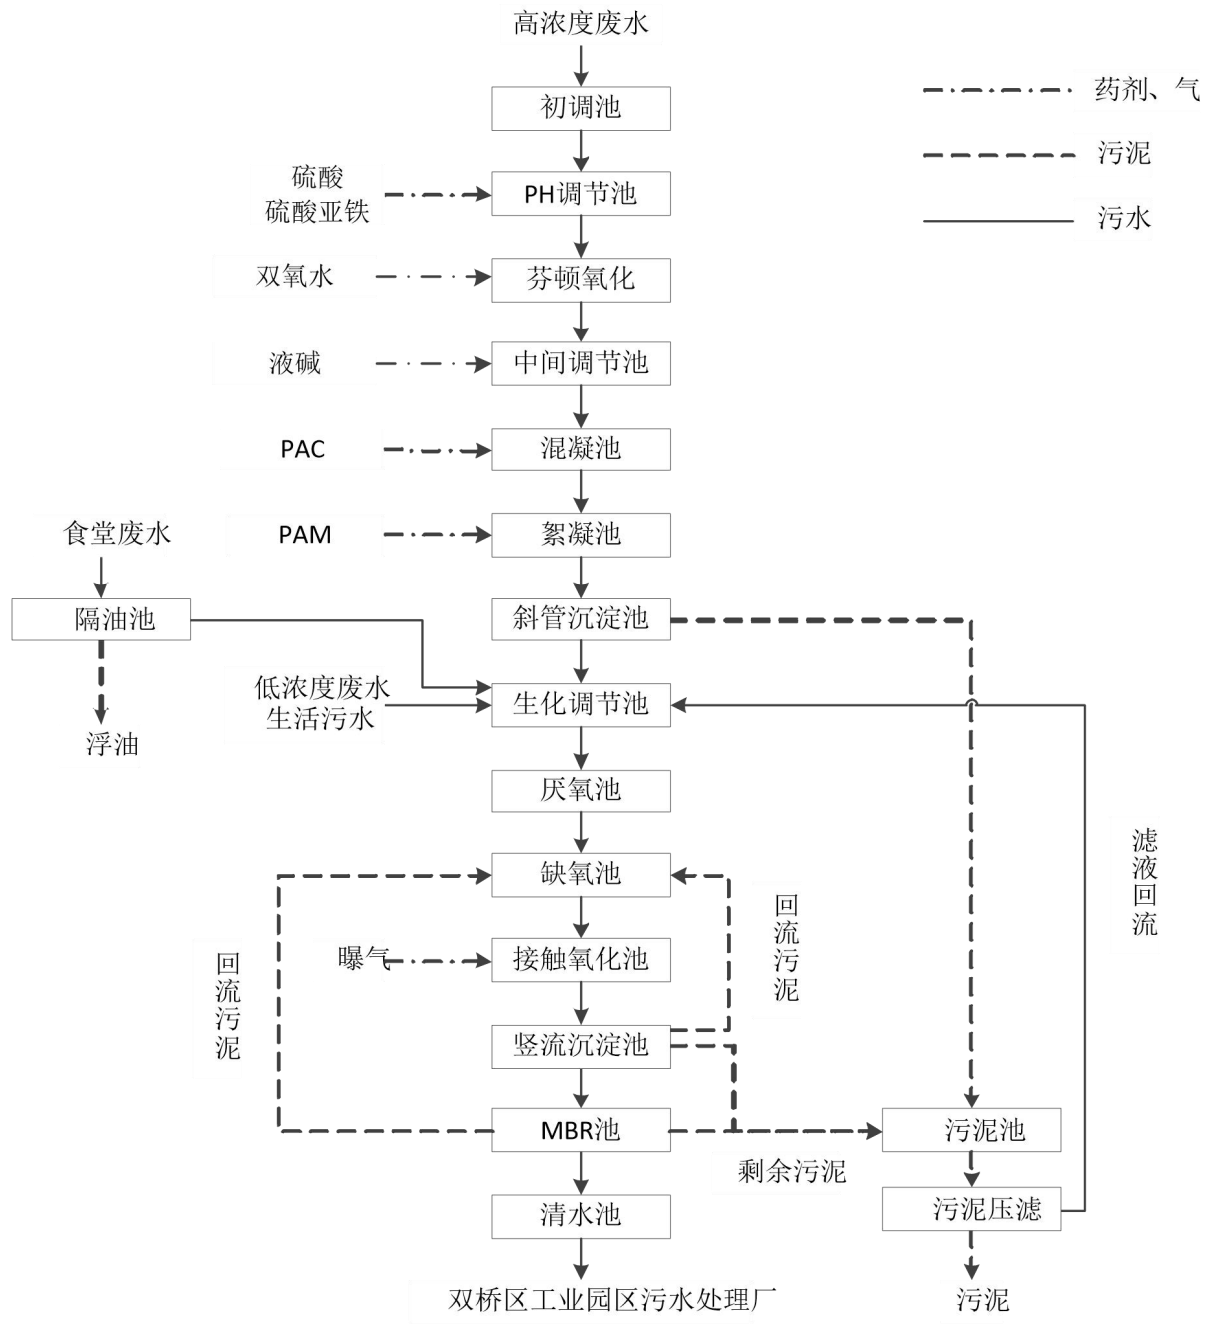 高浓度废水
初调池
药剂、气
污泥
污水
硫酸
硫酸亚铁
PH调节池
双氧水
芬顿氧化
液碱
中间调节池
PAC
混凝池
食堂废水
PAM
絮凝池
隔油池
斜管沉淀池
低浓度废水
生活污水
生化调节池
浮油
厌氧池
滤液回流
缺氧池
回流污泥
曝气
接触氧化池
回流污泥
竖流沉淀池
MBR池
污泥池
剩余污泥
清水池
污泥压滤
双桥区工业园区污水处理厂
污泥